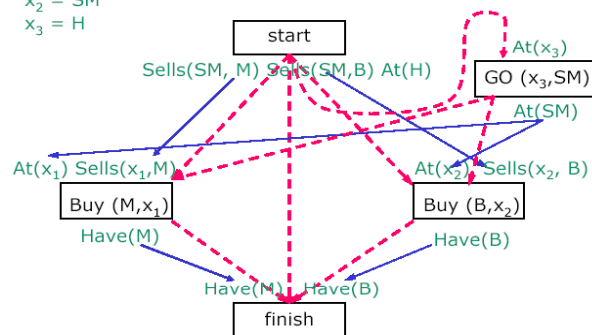 x₂ = SM
x₃ = H
start
At(x₃)
Sells(SM, M) Sells(SM,B) At(H)
GO (x₃,SM)
At(SM)
At(x₁) Sells(x₁,M)
At(x₂) Sells(x₂, B)
Buy (M,x₁)
Buy (B,x₂)
Have(M)
Have(B)
Have(M) Have(B)
finish